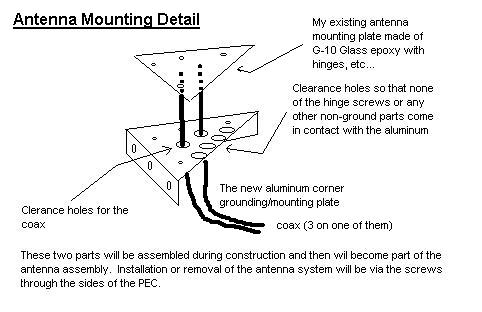 Antenna Mounting Detail
My existing antenna
mounting plate made of
G-10 Glass epoxy with
hinges, etc...
Clearance holes so that none
of the hinge screws or any
other non-ground parts come
in contact with the aluminum
The new aluminum corner
grounding/mounting plate
Clerance holes for the
coax
coax (3 on one of them)
These two parts will be assembled during construction and then wil become part of the
antenna assembly.  Installation or removal of the antenna system will be via the screws
through the sides of the PEC.